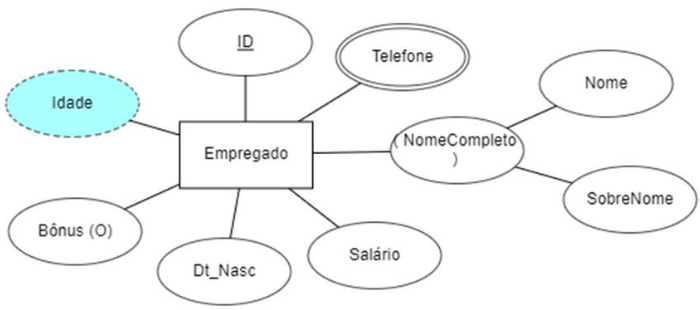 ID
Telefone
Idade
Nome
Empregado
( NomeCompleto
)
SobreNome
Bônus (O)
Dt_Nasc
Salário